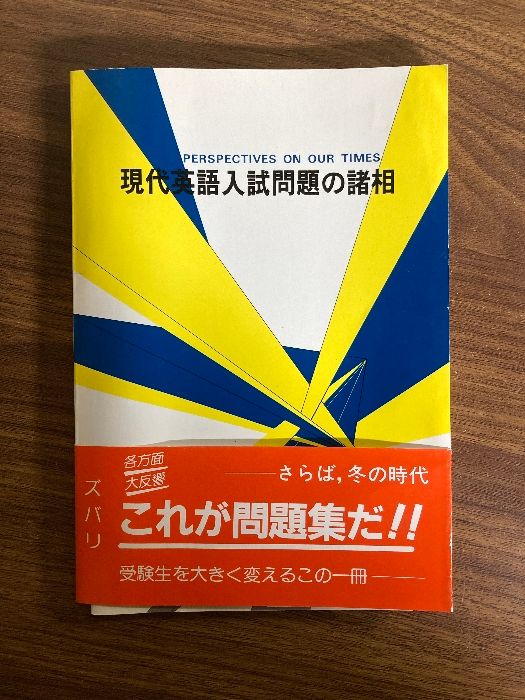 PERSPECTIVES ON OUR TIMES
現代英語入試問題の諸相
各方面
大反響
――さらば,冬の時代
ズバリ
これが問題集だ!!
受験生を大きく変えるこの一冊――